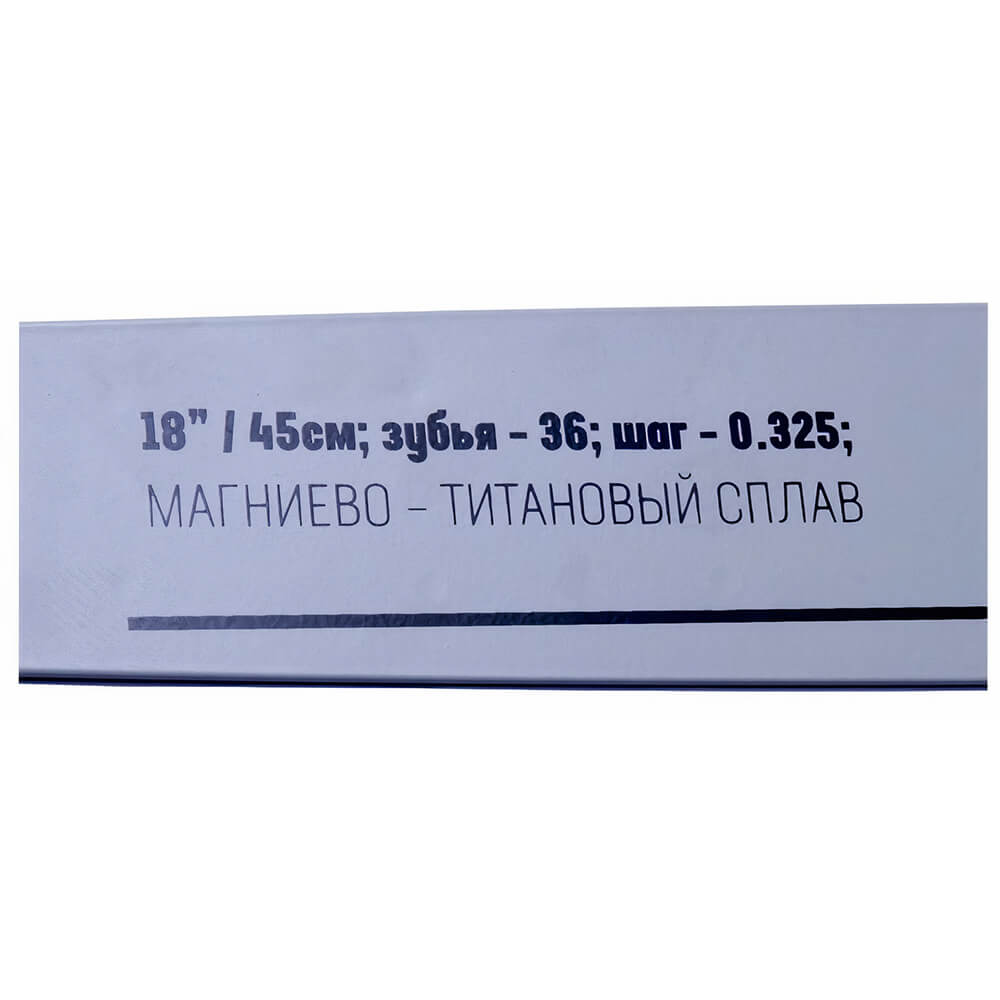 18” / 45см; зубья – 36; шаг – 0.325;
МАГНИЕВО – ТИТАНОВЫЙ СПЛАВ